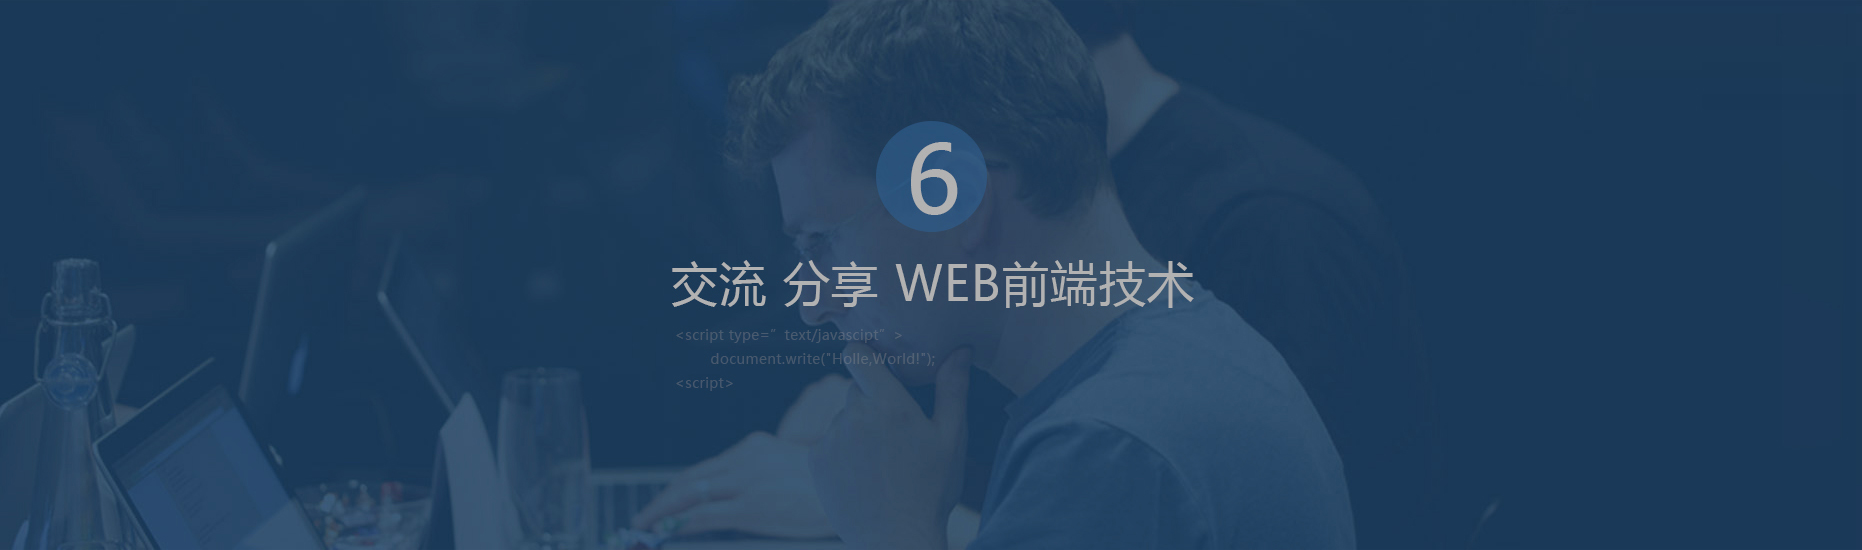 6
交流 分享 WEB前端技术
<script type=" text/javascipt" >
document.write("Holle,World!");
<script>